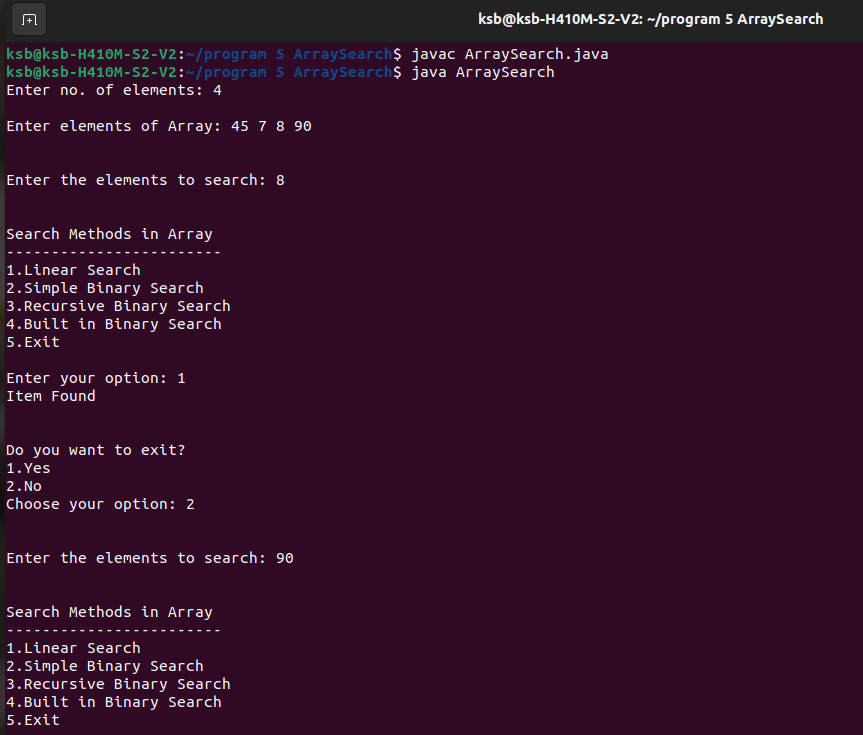 ksb@ksb-H410M-S2-V2: ~/program 5 ArraySearch
ksb@ksb-H410M-S2-V2:~/program 5 ArraySearch$ javac ArraySearch.java
ksb@ksb-H410M-S2-V2:~/program 5 ArraySearch$ java ArraySearch
Enter no. of elements: 4
Enter elements of Array: 45 7 8 90
Enter the elements to search: 8
Search Methods in Array
------------------------
1.Linear Search
2.Simple Binary Search
3.Recursive Binary Search
4.Built in Binary Search
5.Exit
Enter your option: 1
Item Found
Do you want to exit?
1.Yes
2.No
Choose your option: 2
Enter the elements to search: 90
Search Methods in Array
------------------------
1.Linear Search
2.Simple Binary Search
3.Recursive Binary Search
4.Built in Binary Search
5.Exit